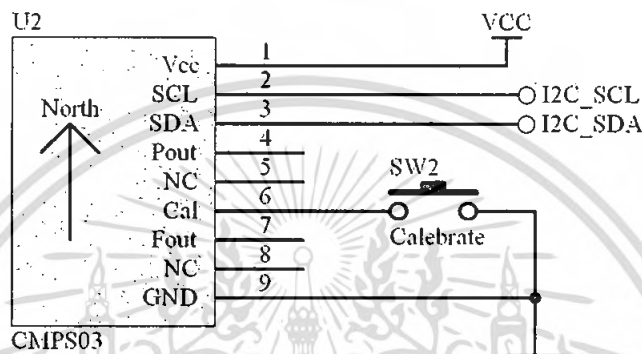 U2
VCC
1
Vcc
2
SCL
I2C_SCL
North
3
SDA
I2C_SDA
4
Pout
5
NC
SW2
6
Cal
7
Calebrate
Fout
8
NC
9
GND
CMPS03